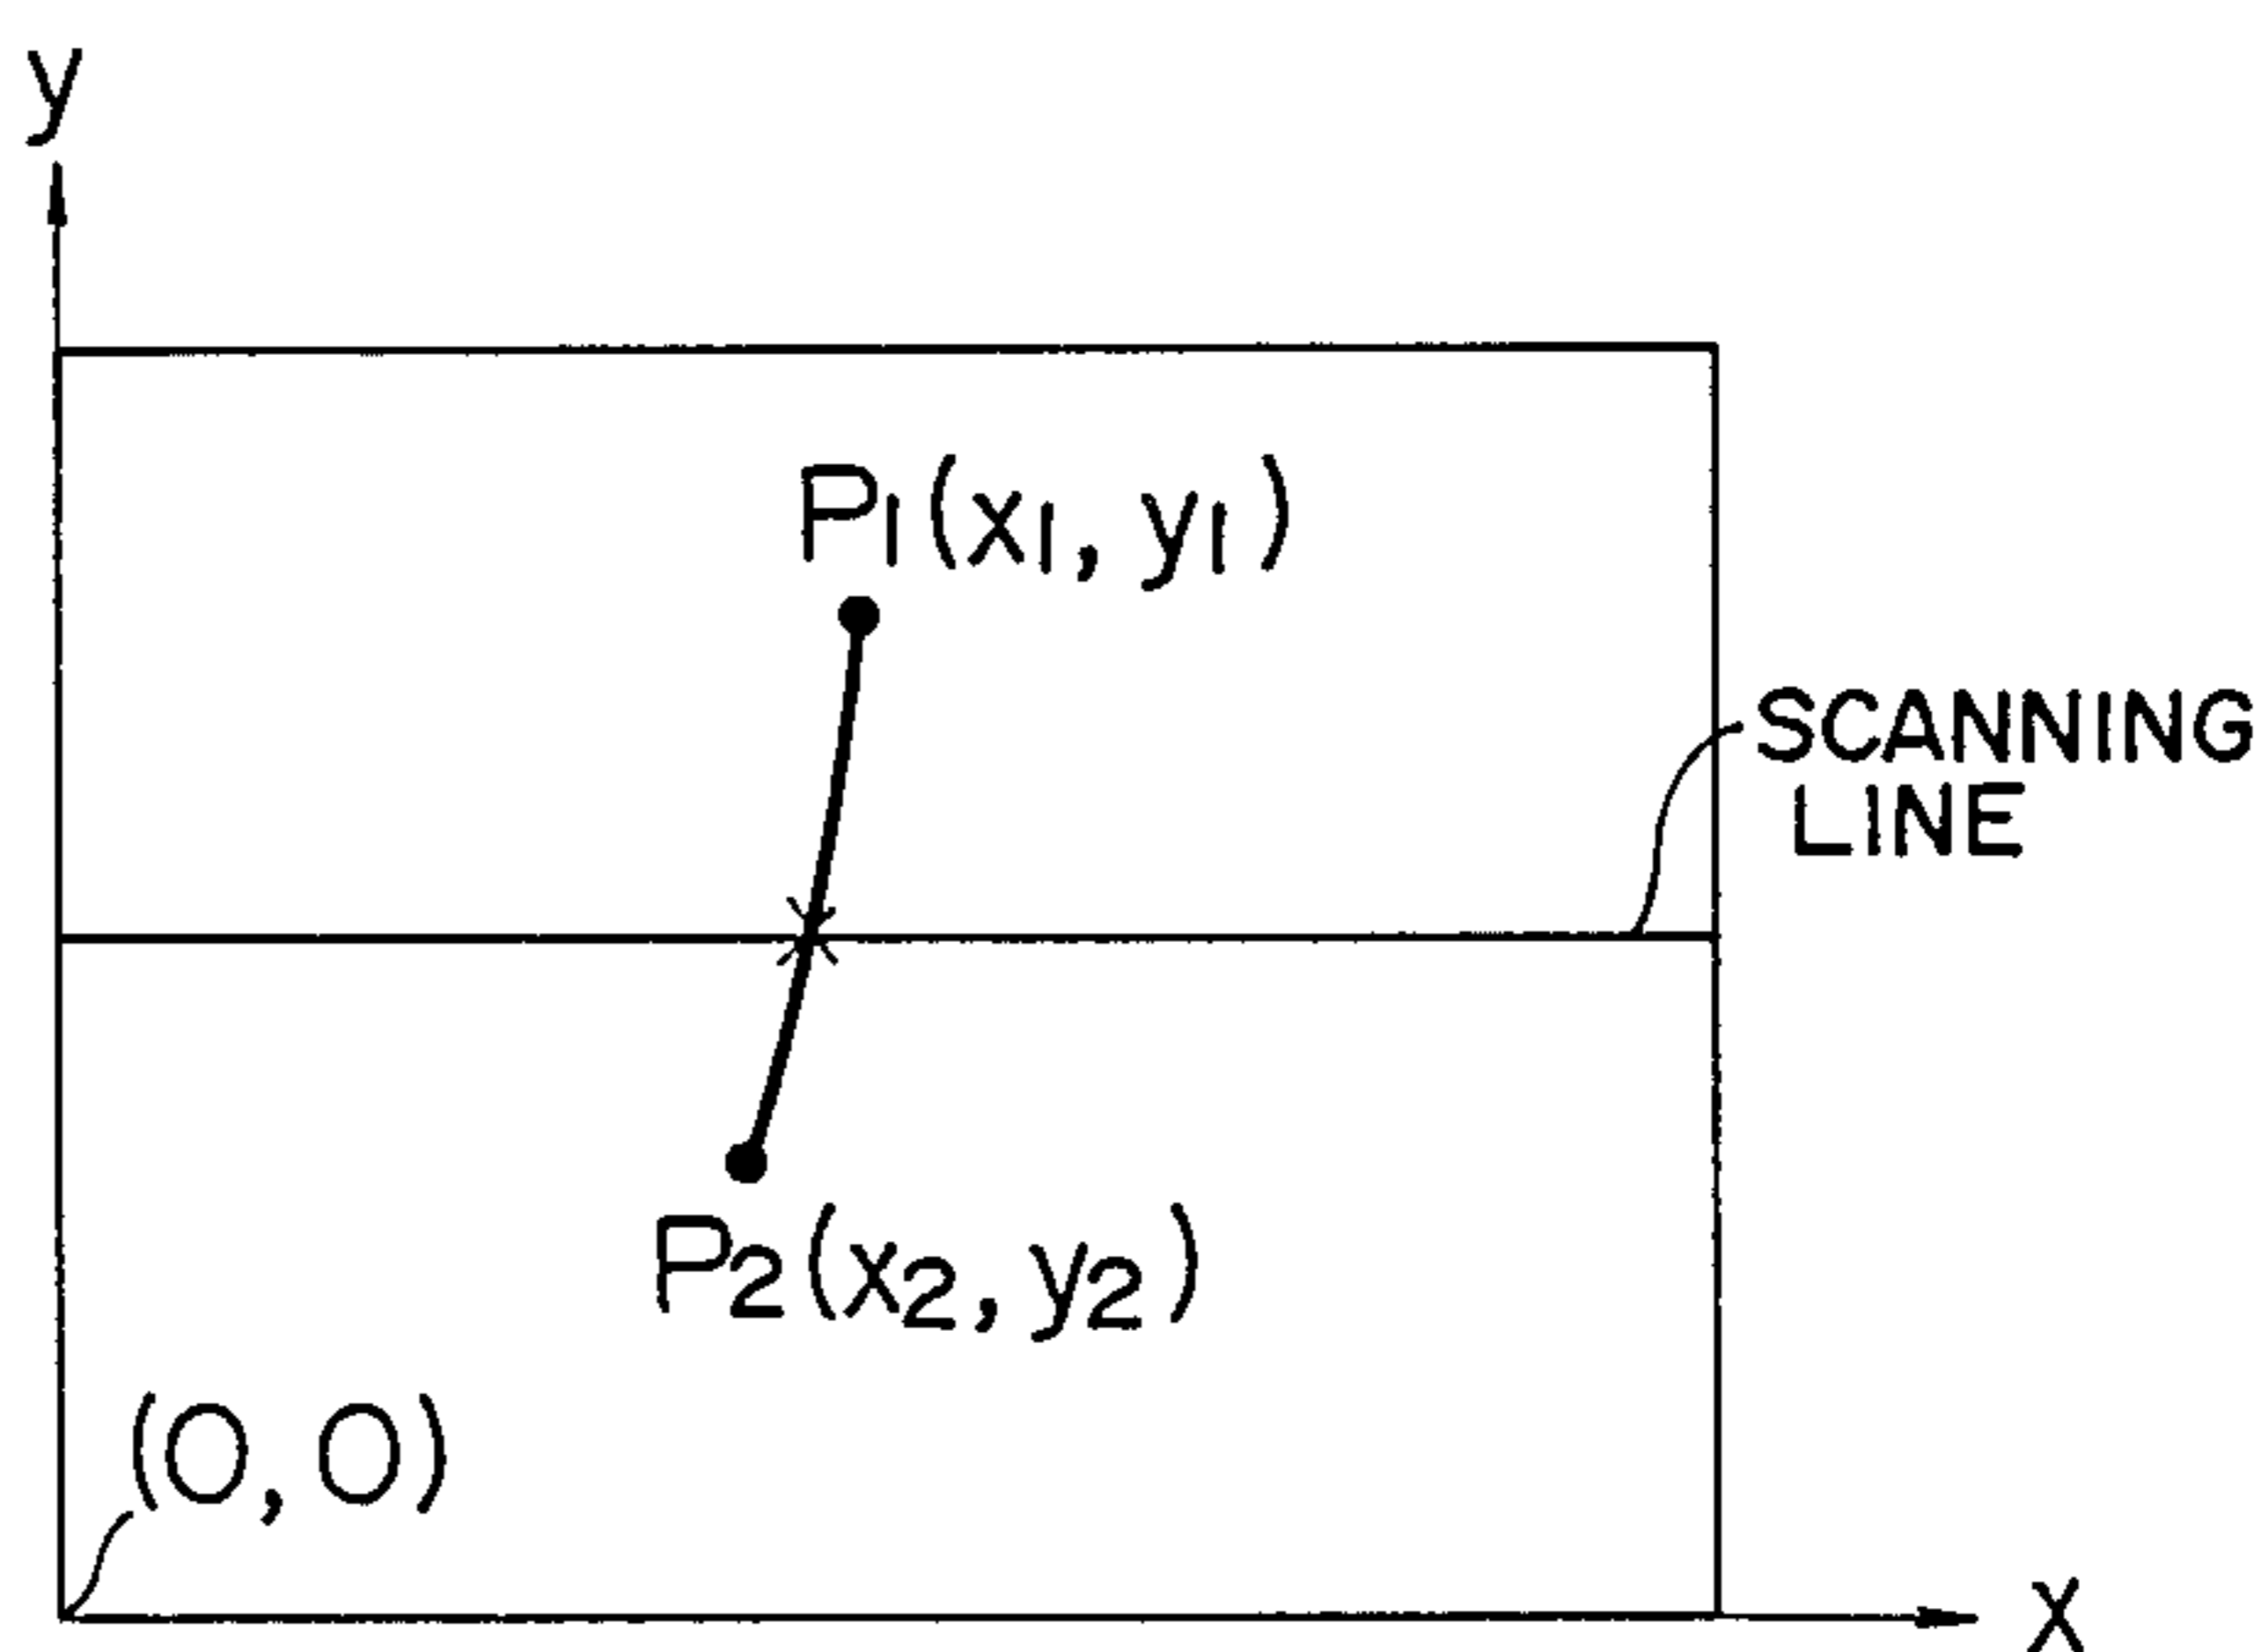 y
P1(x1, y1)
SCANNING
LINE
P2(x2, y2)
(0, 0)
x